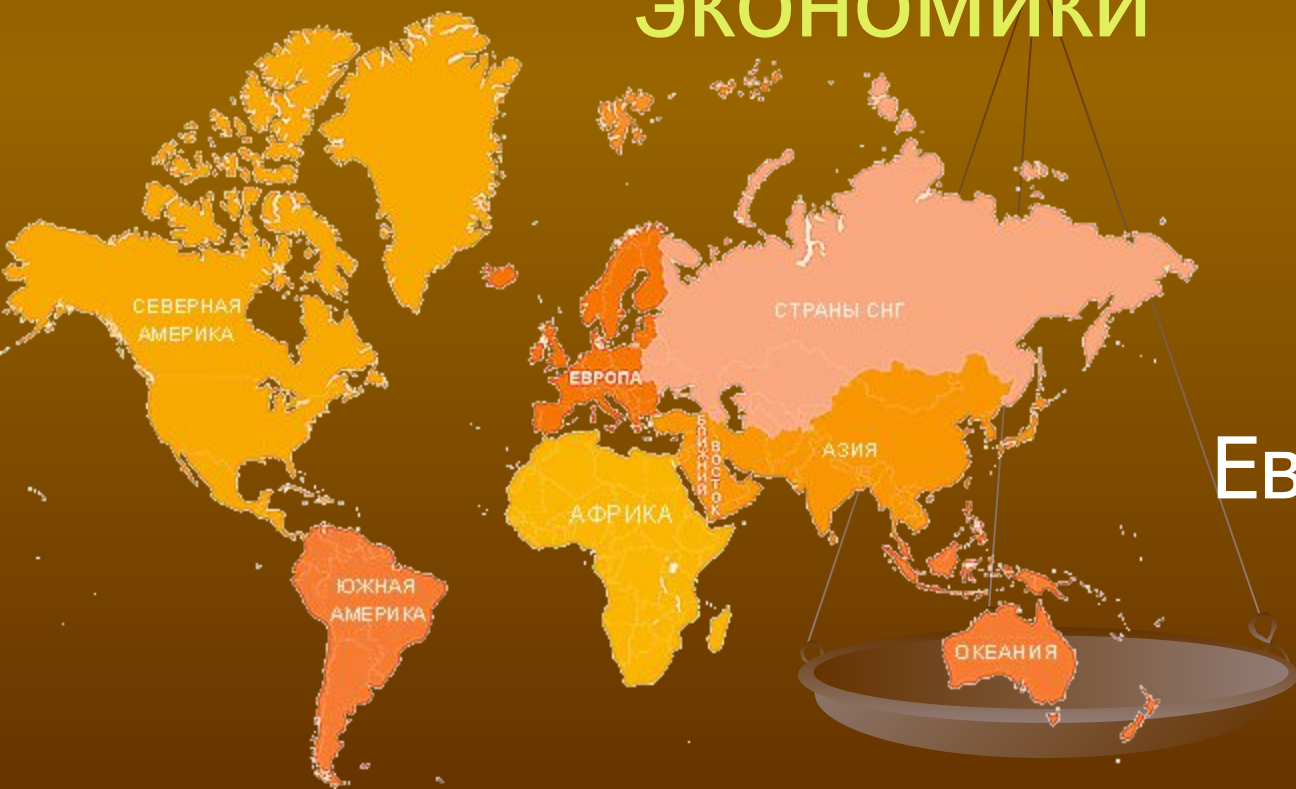 ЭКОНОМИКИ
СЕВЕРНАЯ
АМЕРИКА
СТРАНЫ СНГ
ЕВРОПА
БЛИЖНИЙ
ВОСТОК
АЗИЯ
Ев
АФРИКА
ЮЖНАЯ
АМЕРИКА
ОКЕАНИЯ